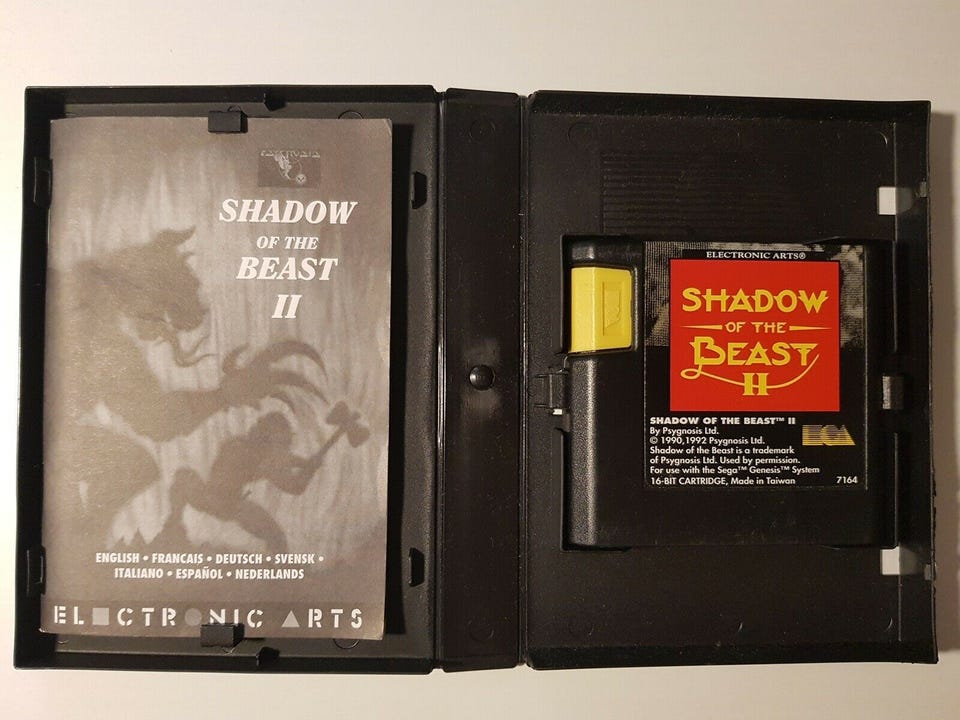 PSYGNOSIS
SHADOW
OF THE
BEAST
II
ENGLISH • FRANCAIS • DEUTSCH • SVENSK •
ITALIANO • ESPAÑOL • NEDERLANDS
ELECTRONIC ARTS
ELECTRONIC ARTS®
SHADOW
OF THE
BEAST
II
SHADOW OF THE BEAST™ II
By Psygnosis Ltd.
© 1990,1992 Psygnosis Ltd.
Shadow of the Beast is a trademark
of Psygnosis Ltd. Used by permission.
For use with the Sega™ Genesis™ System
16-BIT CARTRIDGE, Made in Taiwan
7164